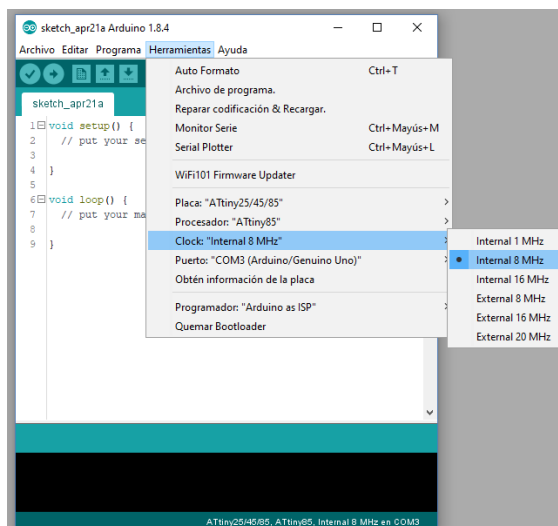 sketch_apr21a Arduino 1.8.4
Archivo Editar Programa Herramientas Ayuda
sketch_apr21a
1 void setup() {
2 // put your se
3
4 }
5
6 void loop() {
7 // put your ma
8
9 }
Auto Formato Ctrl+T
Archivo de programa.
Reparar codificación & Recargar.
Monitor Serie Ctrl+Mayús+M
Serial Plotter Ctrl+Mayús+L
WiFi101 Firmware Updater
Placa: "ATtiny25/45/85"
Procesador: "ATtiny85"
Clock: "Internal 8 MHz"
Puerto: "COM3 (Arduino/Genuino Uno)"
Obtén información de la placa
Programador: "Arduino as ISP"
Quemar Bootloader
Internal 1 MHz
Internal 8 MHz
Internal 16 MHz
External 8 MHz
External 16 MHz
External 20 MHz
ATtiny25/45/85, ATtiny85, Internal 8 MHz en COM3